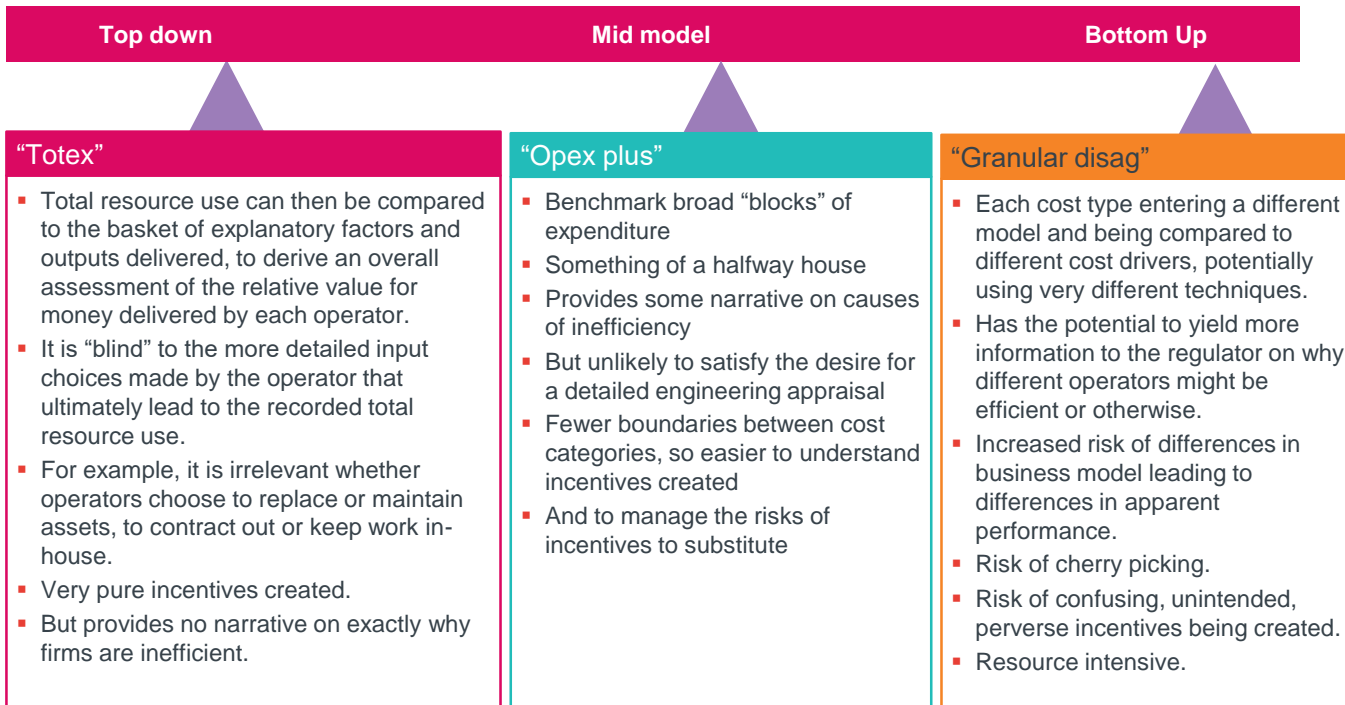 Top down
Mid model
Bottom Up
“Totex”
▪ Total resource use can then be compared
to the basket of explanatory factors and
outputs delivered, to derive an overall
assessment of the relative value for
money delivered by each operator.
▪ It is “blind” to the more detailed input
choices made by the operator that
ultimately lead to the recorded total
resource use.
▪ For example, it is irrelevant whether
operators choose to replace or maintain
assets, to contract out or keep work in-
house.
▪ Very pure incentives created.
▪ But provides no narrative on exactly why
firms are inefficient.
“Opex plus”
▪ Benchmark broad “blocks” of
expenditure
▪ Something of a halfway house
▪ Provides some narrative on causes
of inefficiency
▪ But unlikely to satisfy the desire for
a detailed engineering appraisal
▪ Fewer boundaries between cost
categories, so easier to understand
incentives created
▪ And to manage the risks of
incentives to substitute
“Granular disag”
▪ Each cost type entering a different
model and being compared to
different cost drivers, potentially
using very different techniques.
▪ Has the potential to yield more
information to the regulator on why
different operators might be
efficient or otherwise.
▪ Increased risk of differences in
business model leading to
differences in apparent
performance.
▪ Risk of cherry picking.
▪ Risk of confusing, unintended,
perverse incentives being created.
▪ Resource intensive.